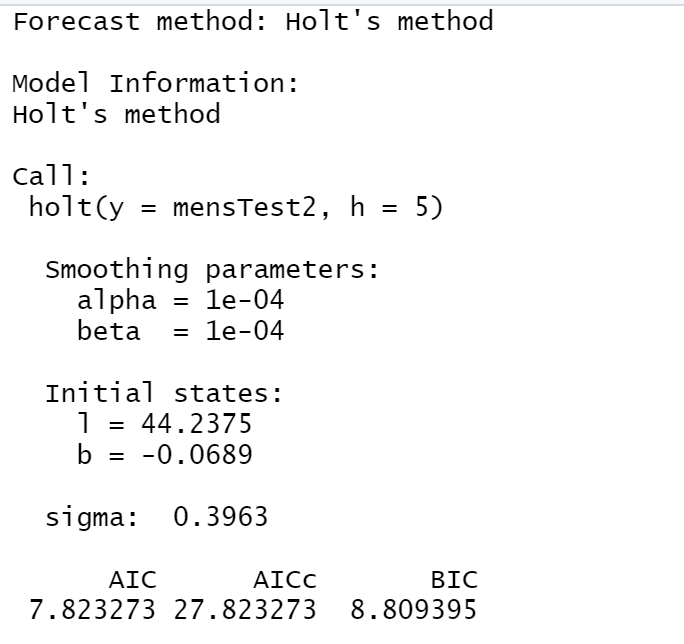 Forecast method: Holt's method
Model Information:
Holt's method
Call:
holt(y = mensTest2, h = 5)
Smoothing parameters:
alpha = 1e-04
beta  = 1e-04
Initial states:
l = 44.2375
b = -0.0689
sigma:  0.3963
AIC AICc BIC
7.823273 27.823273 8.809395